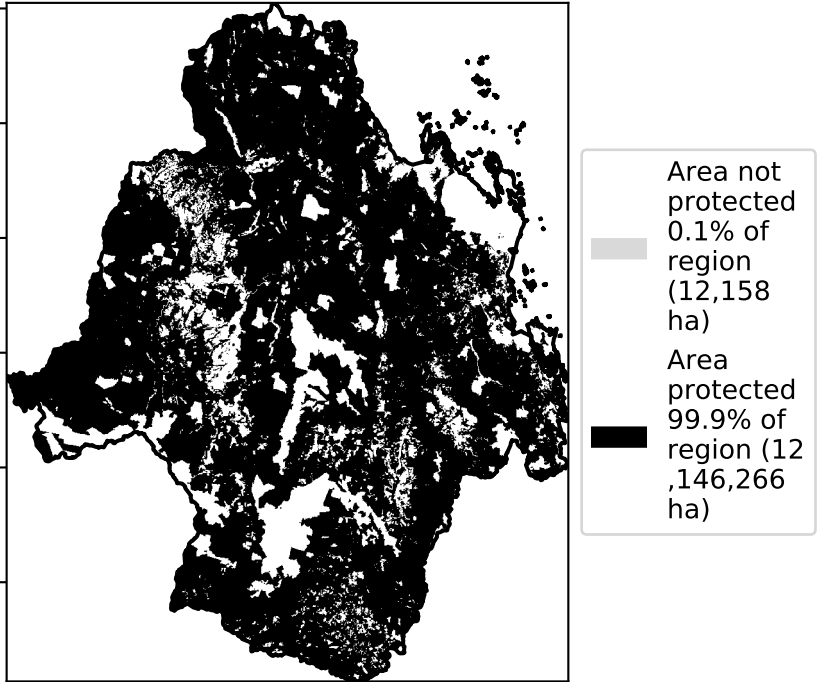 Area not
protected
0.1% of
region
(12,158
ha)
Area
protected
99.9% of
region (12
,146,266
ha)